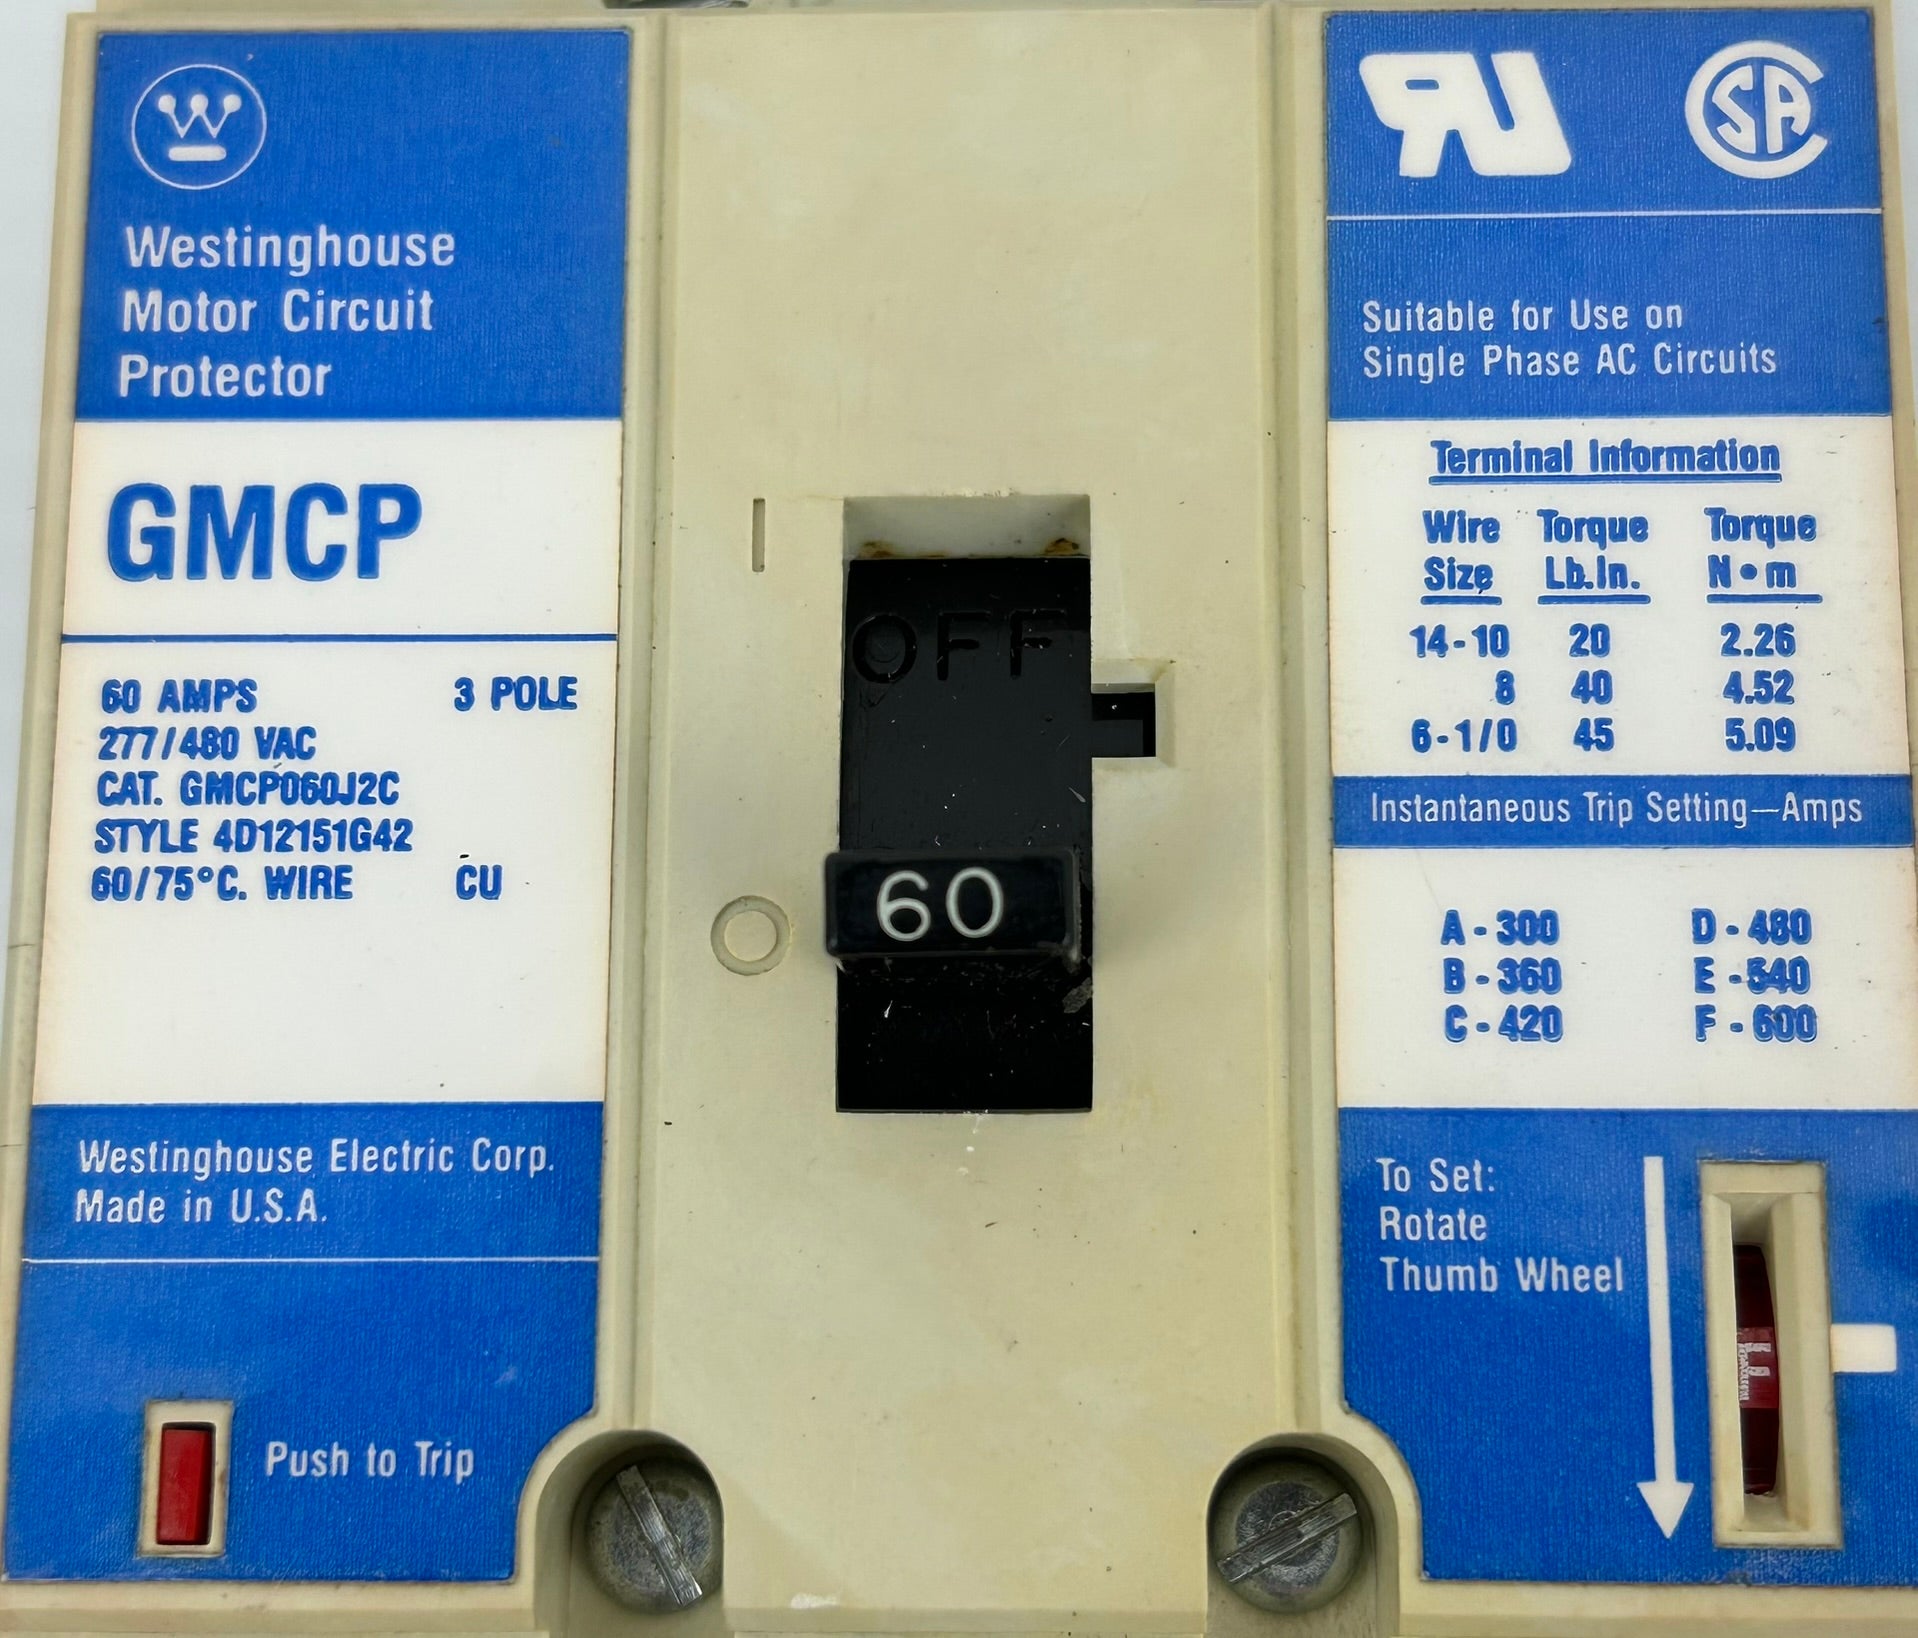 W
Westinghouse
Motor Circuit
Protector
GMCP
60 AMPS 3 POLE
277/480 VAC
CAT. GMCP060J2C
STYLE 4D12151G42
60/75°C. WIRE CU
Westinghouse Electric Corp.
Made in U.S.A.
Push to Trip
OFF
60
UR SA
Suitable for Use on
Single Phase AC Circuits
Terminal Information
Wire Torque Torque
Size Lb.In. N•m
14-10 20 2.26
8 40 4.52
6-1/0 45 5.09
Instantaneous Trip Setting—Amps
A - 300 D - 480
B - 360 E - 540
C - 420 F - 600
To Set:
Rotate
Thumb Wheel